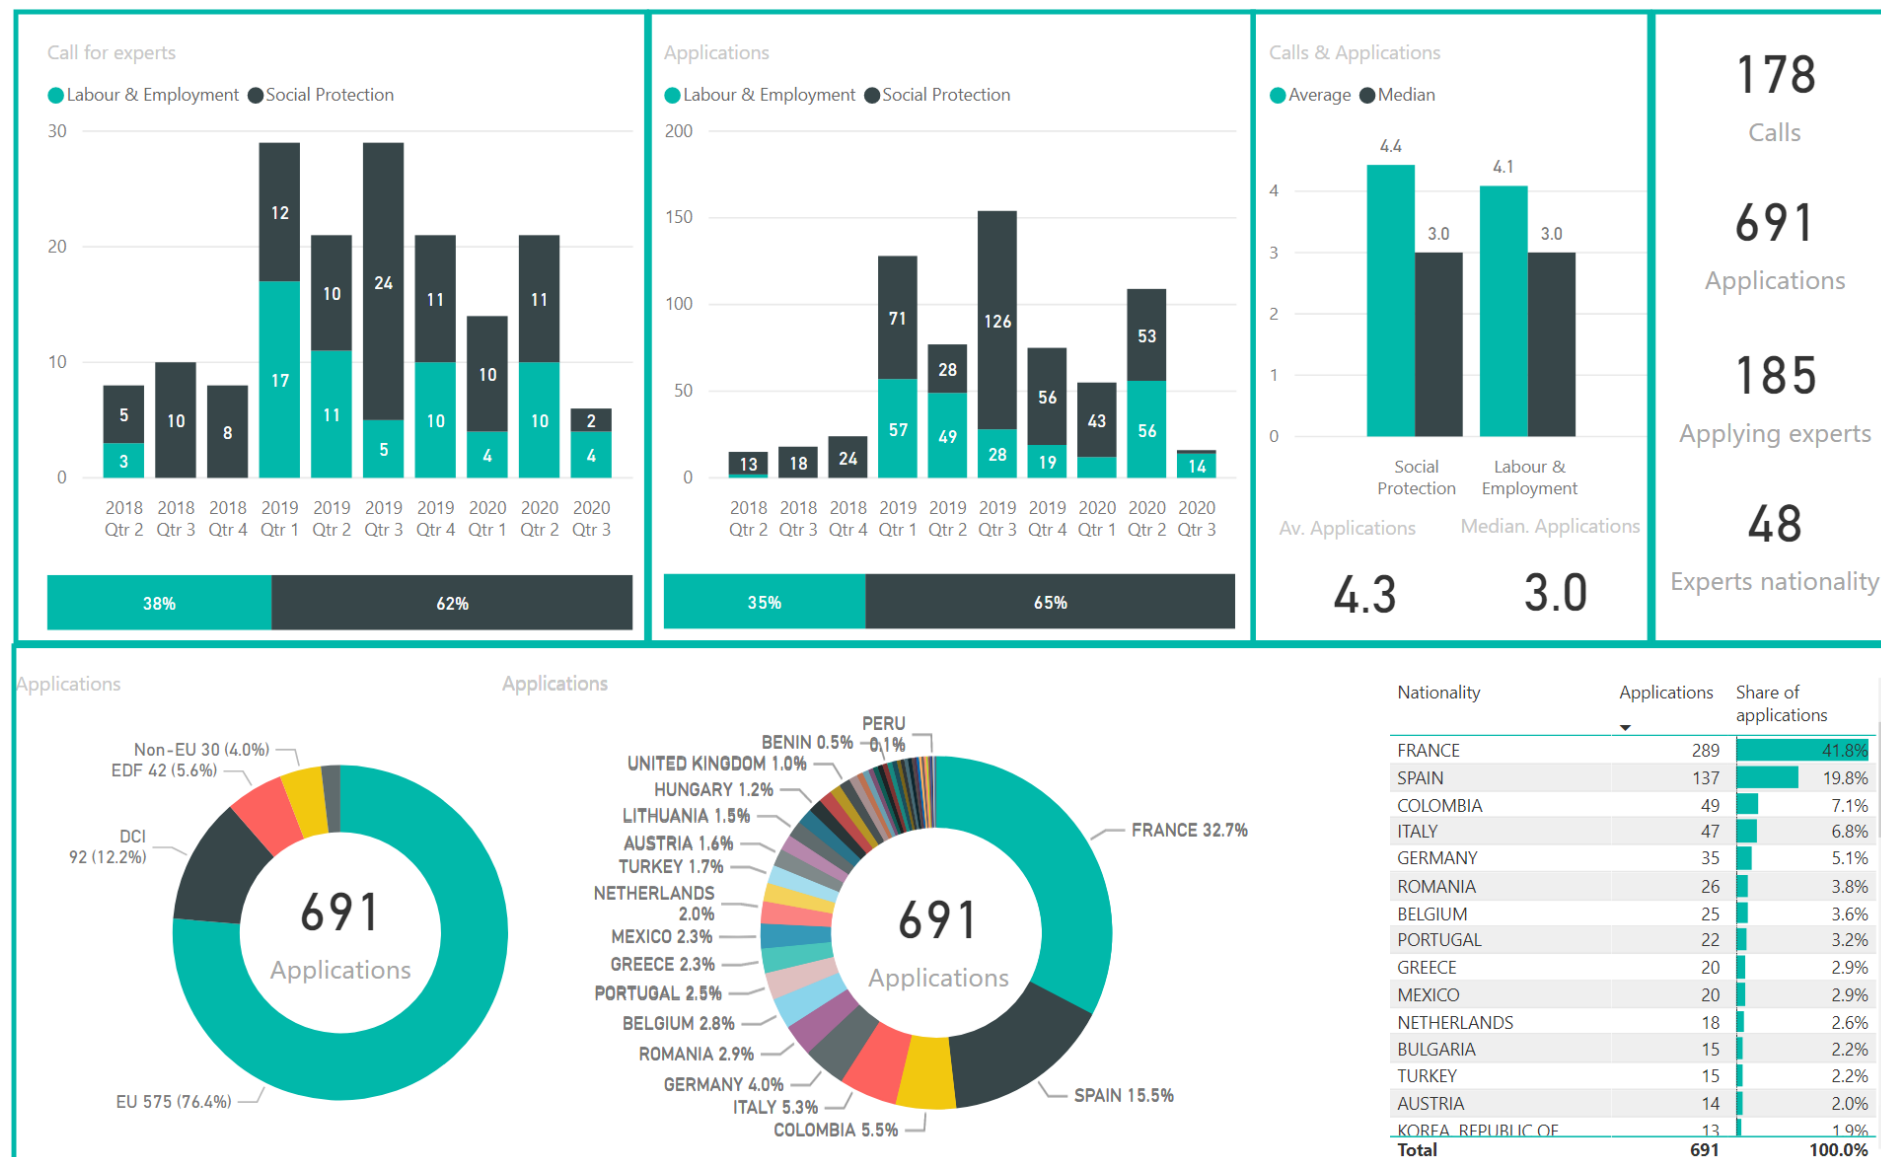 Call for experts
Labour & Employment Social Protection
30
20
10
0
12
17
10
11
24
5
11
10
10
4
11
10
2
4
5
3
10
8
2018 2018 2018 2019 2019 2019 2019 2020 2020 2020
Qtr 2 Qtr 3 Qtr 4 Qtr 1 Qtr 2 Qtr 3 Qtr 4 Qtr 1 Qtr 2 Qtr 3
38% 62%
Applications
Labour & Employment Social Protection
200
150
100
50
0
13
18
24
71
57
28
49
126
28
56
19
43
53
56
14
2018 2018 2018 2019 2019 2019 2019 2020 2020 2020
Qtr 2 Qtr 3 Qtr 4 Qtr 1 Qtr 2 Qtr 3 Qtr 4 Qtr 1 Qtr 2 Qtr 3
35% 65%
Calls & Applications
Average Median
4
3
2
1
0
4.4
3.0
4.1
3.0
Social
Protection
Labour &
Employment
Av. Applications Median. Applications
4.3 3.0
178
Calls
691
Applications
185
Applying experts
48
Experts nationality
Applications
Non-EU 30 (4.0%)
EDF 42 (5.6%)
DCI
92 (12.2%)
EU 575 (76.4%)
691
Applications
Applications
PERU
0.1%
BENIN 0.5%
UNITED KINGDOM 1.0%
HUNGARY 1.2%
LITHUANIA 1.5%
AUSTRIA 1.6%
TURKEY 1.7%
NETHERLANDS
2.0%
MEXICO 2.3%
GREECE 2.3%
PORTUGAL 2.5%
BELGIUM 2.8%
ROMANIA 2.9%
GERMANY 4.0%
ITALY 5.3%
COLOMBIA 5.5%
SPAIN 15.5%
FRANCE 32.7%
691
Applications
Nationality Applications Share of
applications
FRANCE 289 41.8%
SPAIN 137 19.8%
COLOMBIA 49 7.1%
ITALY 47 6.8%
GERMANY 35 5.1%
ROMANIA 26 3.8%
BELGIUM 25 3.6%
PORTUGAL 22 3.2%
GREECE 20 2.9%
MEXICO 20 2.9%
NETHERLANDS 18 2.6%
BULGARIA 15 2.2%
TURKEY 15 2.2%
AUSTRIA 14 2.0%
KOREA, REPUBLIC OF 13 1.9%
Total 691 100.0%